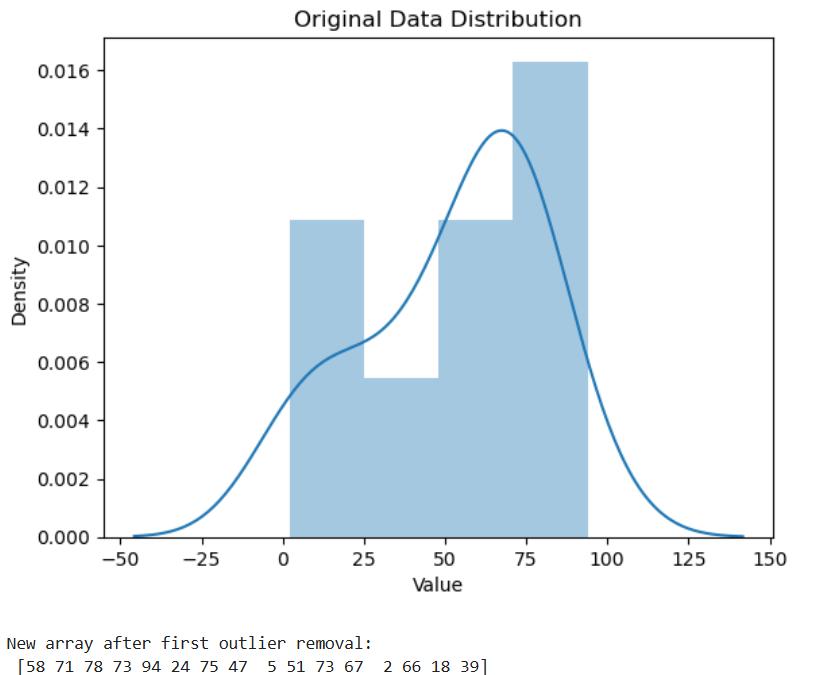 Original Data Distribution
0.016
0.014
0.012
0.010
0.008
0.006
0.004
0.002
0.000
Density
−50 −25 0 25 50 75 100 125 150
Value
New array after first outlier removal:
[58 71 78 73 94 24 75 47  5 51 73 67  2 66 18 39]